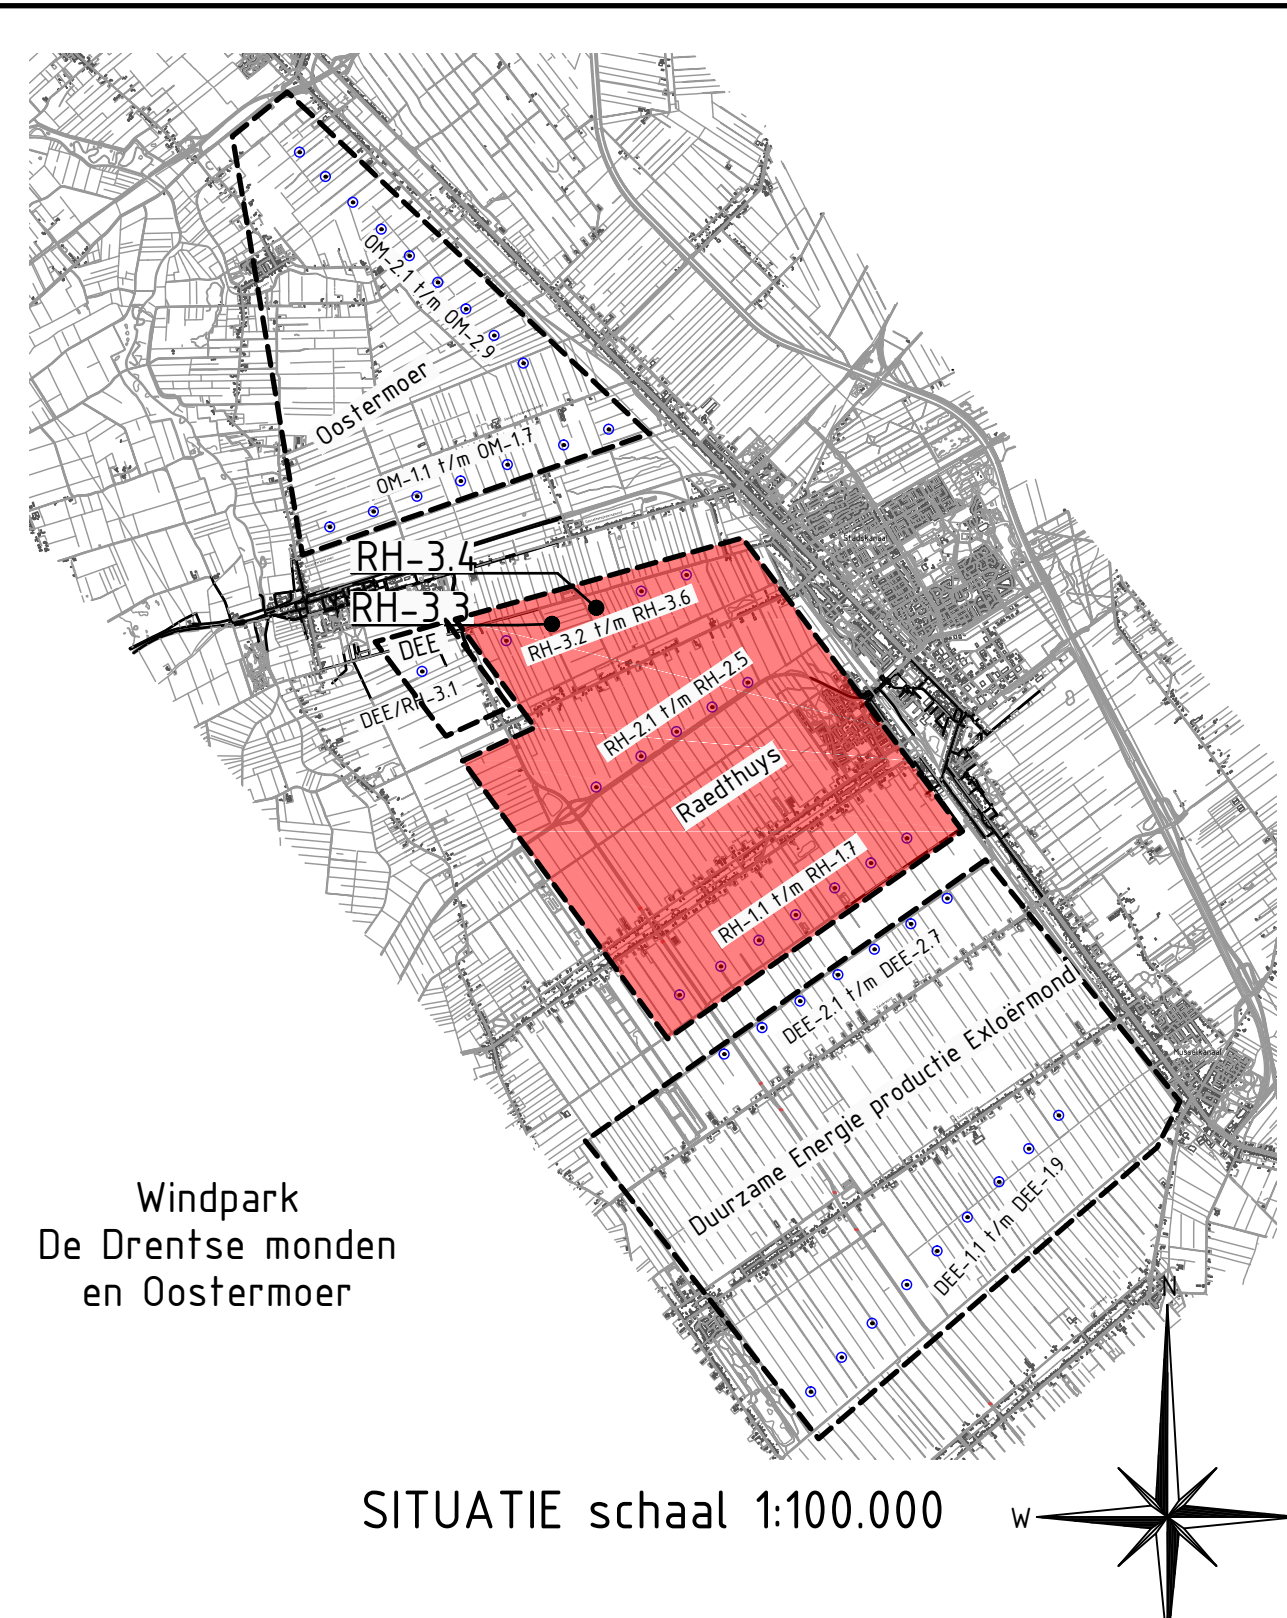 OM-2.1 t/m OM-2.9
Oostermoer
OM-1.1 t/m OM-1.7
Stadskanaal
RH-3.4
RH-3.3
RH-3.2 t/m RH-3.6
DEE
DEE/RH-3.1
RH-2.1 t/m RH-2.5
Raedthuys
RH-1.1 t/m RH-1.7
DEE-2.1 t/m DEE-2.7
Duurzame Energie productie Exloërmond
Musselkanaal
DEE-1.1 t/m DEE-1.9
Windpark
De Drentse monden
en Oostermoer
N
SITUATIE schaal 1:100.000
W